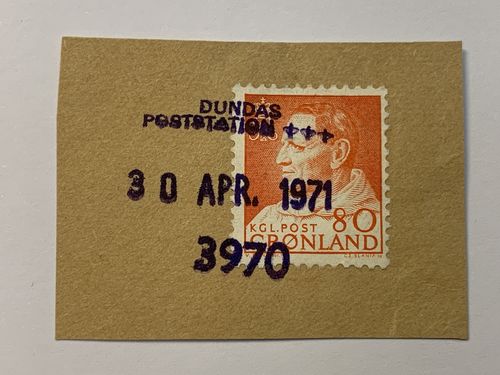 DUNDAS
POSTSTATION +++
30 APR. 1971
KGL.POST 80
GRØNLAND
3970